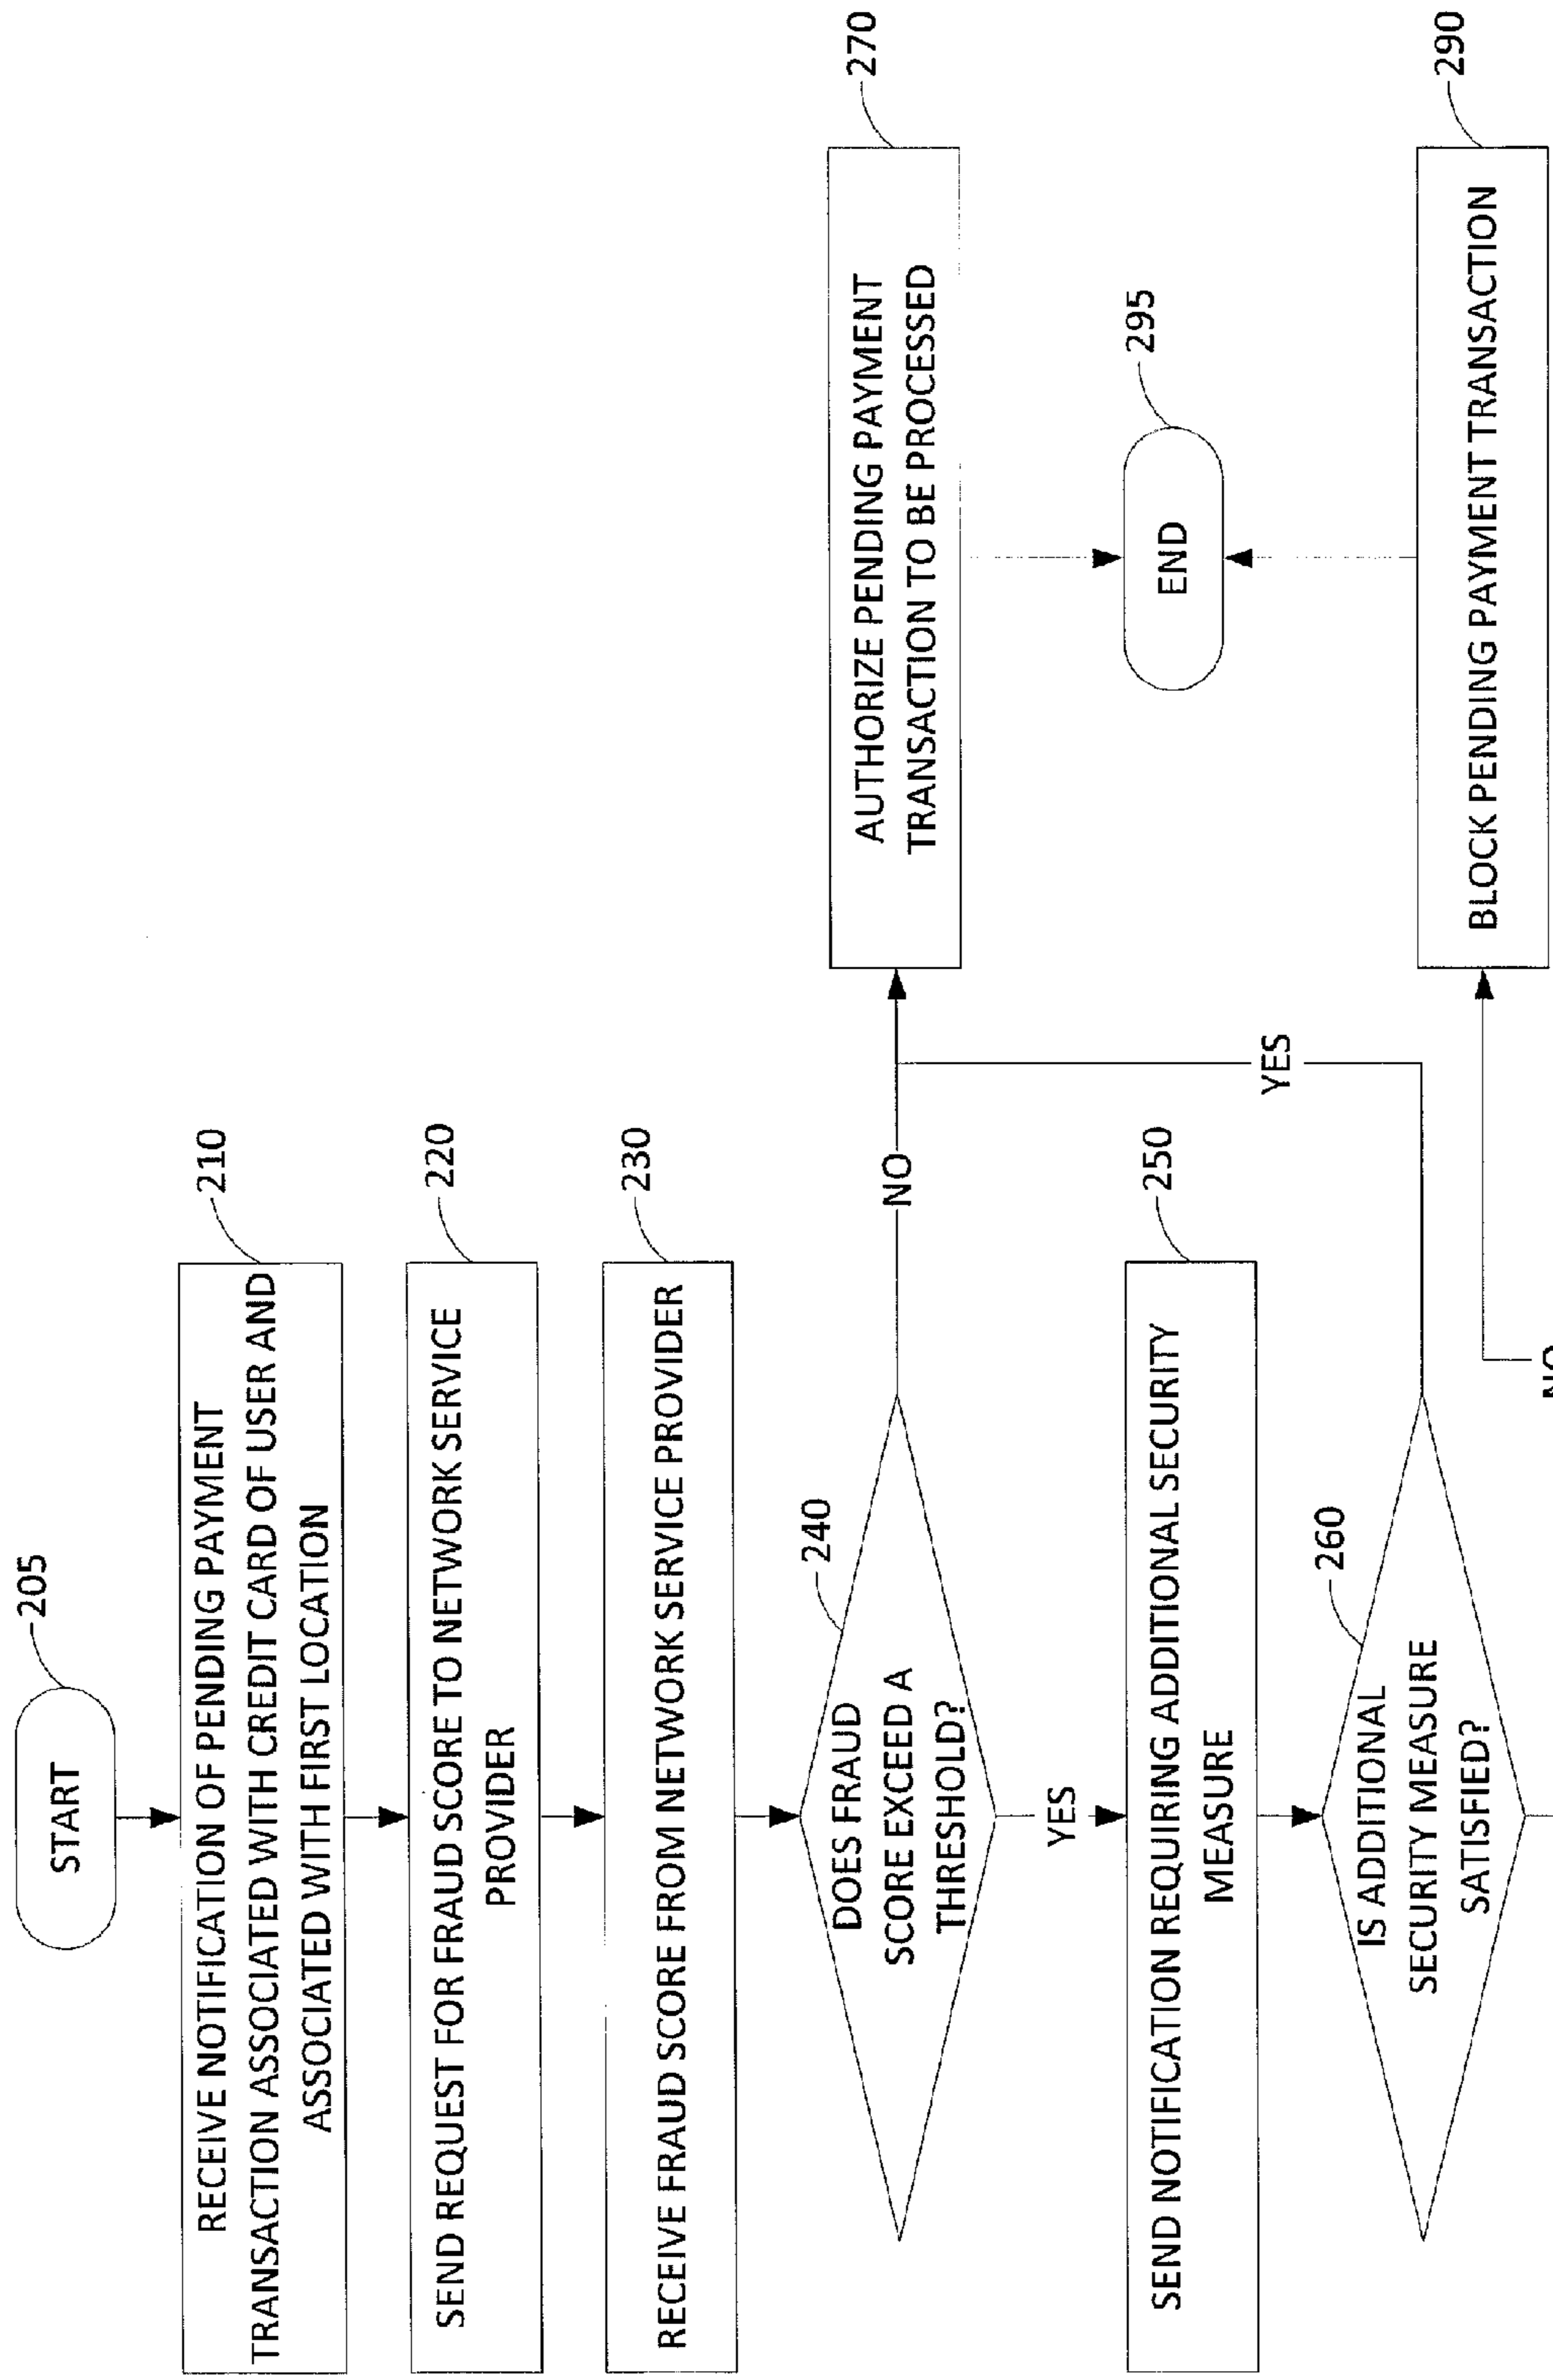 205
START
210
RECEIVE NOTIFICATION OF PENDING PAYMENT
TRANSACTION ASSOCIATED WITH CREDIT CARD OF USER AND
ASSOCIATED WITH FIRST LOCATION
220
SEND REQUEST FOR FRAUD SCORE TO NETWORK SERVICE
PROVIDER
230
RECEIVE FRAUD SCORE FROM NETWORK SERVICE PROVIDER
240
DOES FRAUD
SCORE EXCEED A
THRESHOLD?
NO
YES
270
AUTHORIZE PENDING PAYMENT
TRANSACTION TO BE PROCESSED
295
END
250
SEND NOTIFICATION REQUIRING ADDITIONAL SECURITY
MEASURE
YES
260
IS ADDITIONAL
SECURITY MEASURE
SATISFIED?
290
BLOCK PENDING PAYMENT TRANSACTION
NO